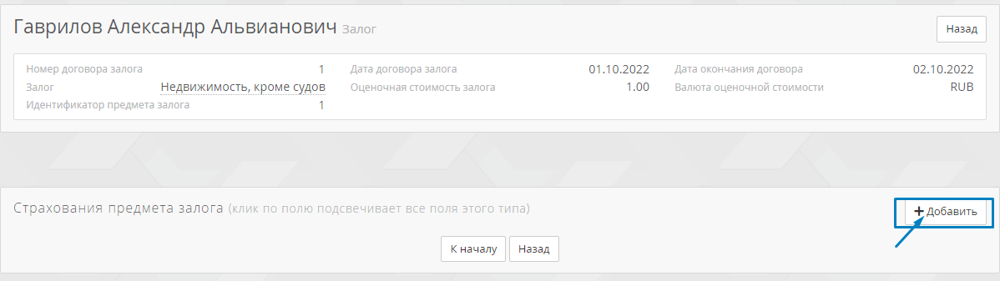 Гаврилов Александр Альвианович Залог
Назад
Номер договора залога 1 Дата договора залога 01.10.2022 Дата окончания договора 02.10.2022
Залог Недвижимость, кроме судов Оценочная стоимость залога 1.00 Валюта оценочной стоимости RUB
Идентификатор предмета залога 1
Страхования предмета залога (клик по полю подсвечивает все поля этого типа)
+ Добавить
К началу Назад